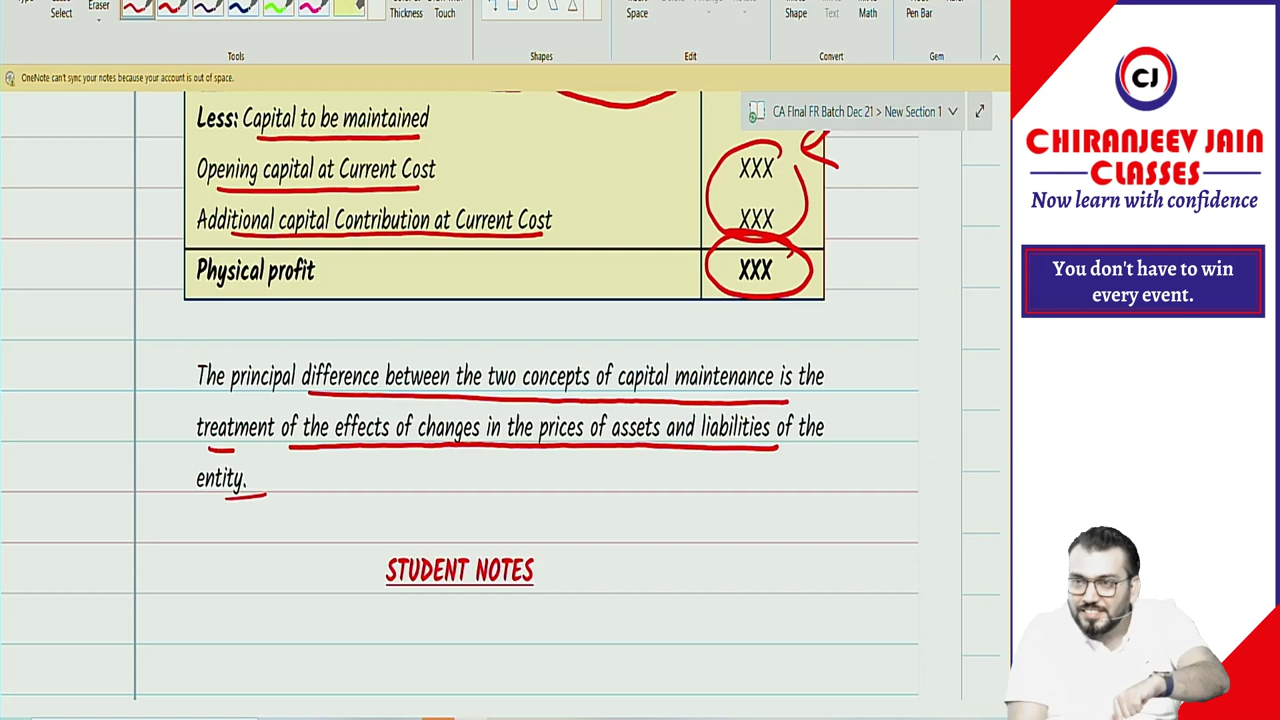 Eraser
Select
Thickness
Touch
Space
Shape
Text
Math
Pen Bar
Tools
Shapes
Edit
Convert
Gem
OneNote can't sync your notes because your account is out of space.
CA FInal FR Batch Dec 21 > New Section 1
Less: Capital to be maintained
Opening capital at Current Cost XXX
Additional capital Contribution at Current Cost XXX
Physical profit XXX
The principal difference between the two concepts of capital maintenance is the
treatment of the effects of changes in the prices of assets and liabilities of the
entity.
STUDENT NOTES
CJ
CHIRANJEEV JAIN
CLASSES
Now learn with confidence
You don't have to win
every event.